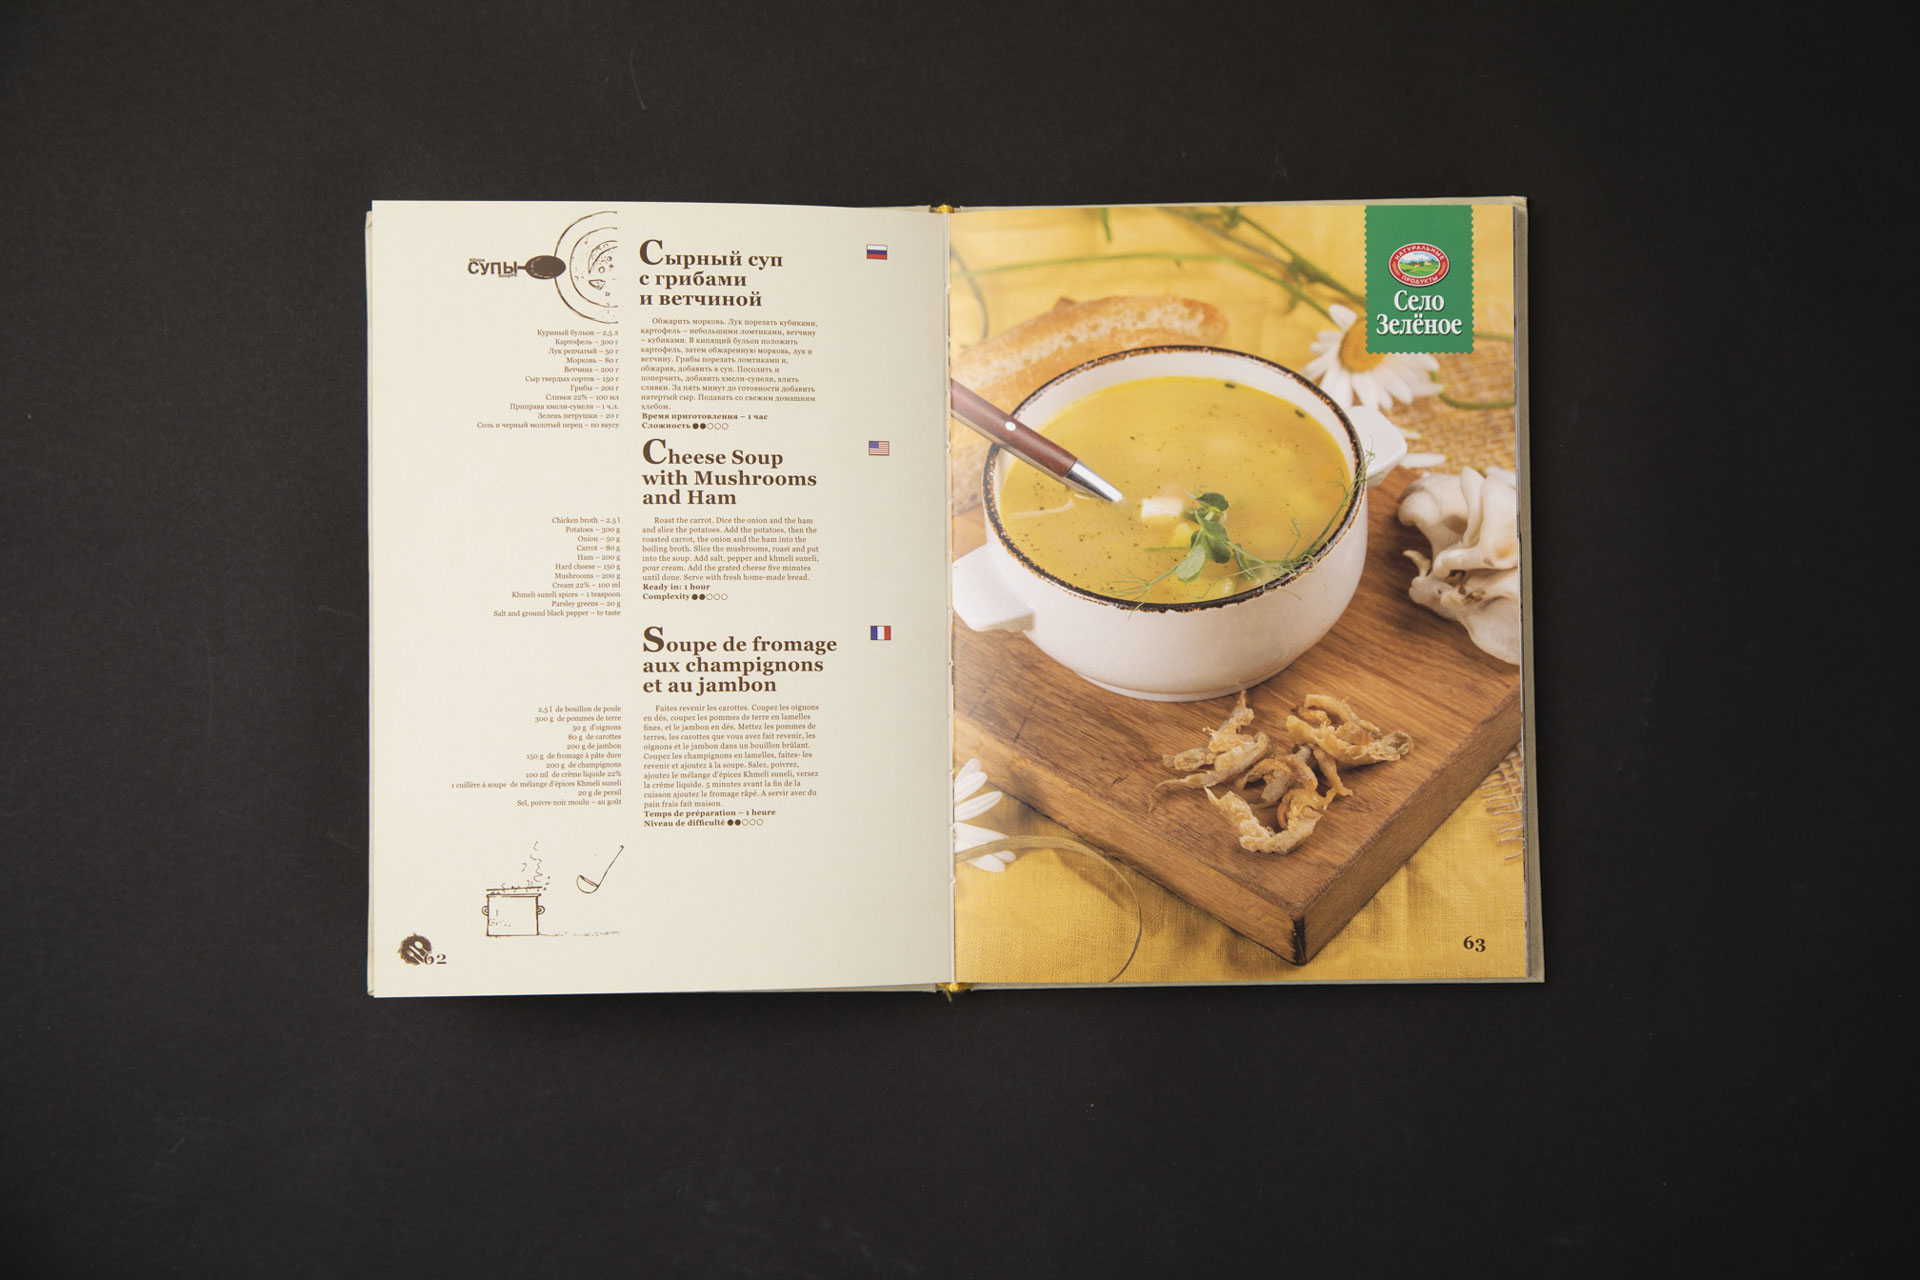 СУПЫ
Куриный бульон – 2,5 л
Картофель – 300 г
Лук репчатый – 50 г
Морковь – 80 г
Ветчина – 200 г
Сыр твердых сортов – 150 г
Грибы – 200 г
Сливки 22% – 100 мл
Приправа хмели-сунели – 1 ч.л.
Зелень петрушки – 20 г
Соль и черный молотый перец – по вкусу
Сырный суп
с грибами
и ветчиной
Обжарить морковь. Лук порезать кубиками,
картофель – небольшими ломтиками, ветчину
– кубиками. В кипящий бульон положить
картофель, затем обжаренную морковь, лук и
ветчину. Грибы порезать ломтиками и,
обжарив, добавить в суп. Посолить и
поперчить, добавить хмели-сунели, влить
сливки. За пять минут до готовности добавить
натертый сыр. Подавать со свежим домашним
хлебом.
Время приготовления – 1 час
Сложность ●●○○○
Chicken broth – 2.5 l
Potatoes – 300 g
Onion – 50 g
Carrot – 80 g
Ham – 200 g
Hard cheese – 150 g
Mushrooms – 200 g
Cream 22% – 100 ml
Khmeli suneli spices – 1 teaspoon
Parsley greens – 20 g
Salt and ground black pepper – to taste
Cheese Soup
with Mushrooms
and Ham
Roast the carrot. Dice the onion and the ham
and slice the potatoes. Add the potatoes, then the
roasted carrot, the onion and the ham into the
boiling broth. Slice the mushrooms, roast and put
into the soup. Add salt, pepper and khmeli suneli,
pour cream. Add the grated cheese five minutes
until done. Serve with fresh home-made bread.
Ready in: 1 hour
Complexity ●●○○○
2,5 l de bouillon de poule
300 g de pommes de terre
50 g d'oignons
80 g de carottes
200 g de jambon
150 g de fromage à pâte dure
200 g de champignons
100 ml de crème liquide 22%
1 cuillère à soupe de mélange d'épices Khmeli suneli
20 g de persil
Sel, poivre noir moulu – au goût
Soupe de fromage
aux champignons
et au jambon
Faites revenir les carottes. Coupez les oignons
en dés, coupez les pommes de terre en lamelles
fines, et le jambon en dés. Mettez les pommes de
terres, les carottes que vous avez fait revenir, les
oignons et le jambon dans un bouillon brûlant.
Coupez les champignons en lamelles, faites- les
revenir et ajoutez à la soupe. Salez, poivrez,
ajoutez le mélange d'épices Khmeli suneli, versez
la crème liquide. 5 minutes avant la fin de la
cuisson ajoutez le fromage râpé. A servir avec du
pain frais fait maison.
Temps de préparation – 1 heure
Niveau de difficulté ●●○○○
62
НАТУРАЛЬНЫЕ
ПРОДУКТЫ
Село
Зелёное
63